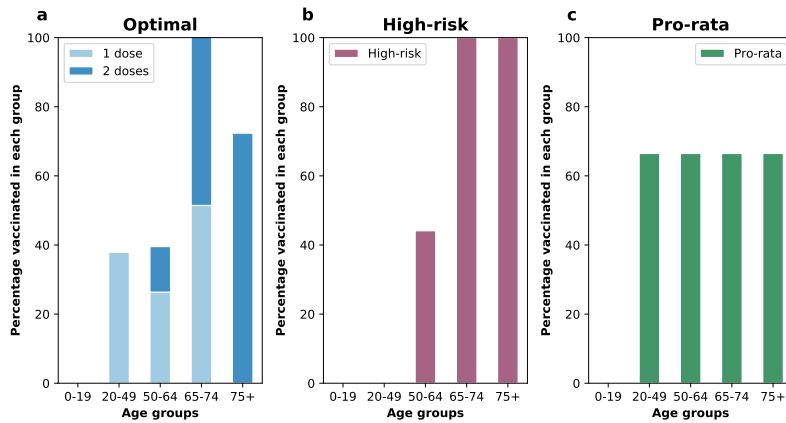 a
Optimal
100
80
60
40
20
0
Percentage vaccinated in each group
1 dose
2 doses
0-19 20-49 50-64 65-74 75+
Age groups
b
High-risk
100
80
60
40
20
0
Percentage vaccinated in each group
High-risk
0-19 20-49 50-64 65-74 75+
Age groups
c
Pro-rata
100
80
60
40
20
0
Percentage vaccinated in each group
Pro-rata
0-19 20-49 50-64 65-74 75+
Age groups